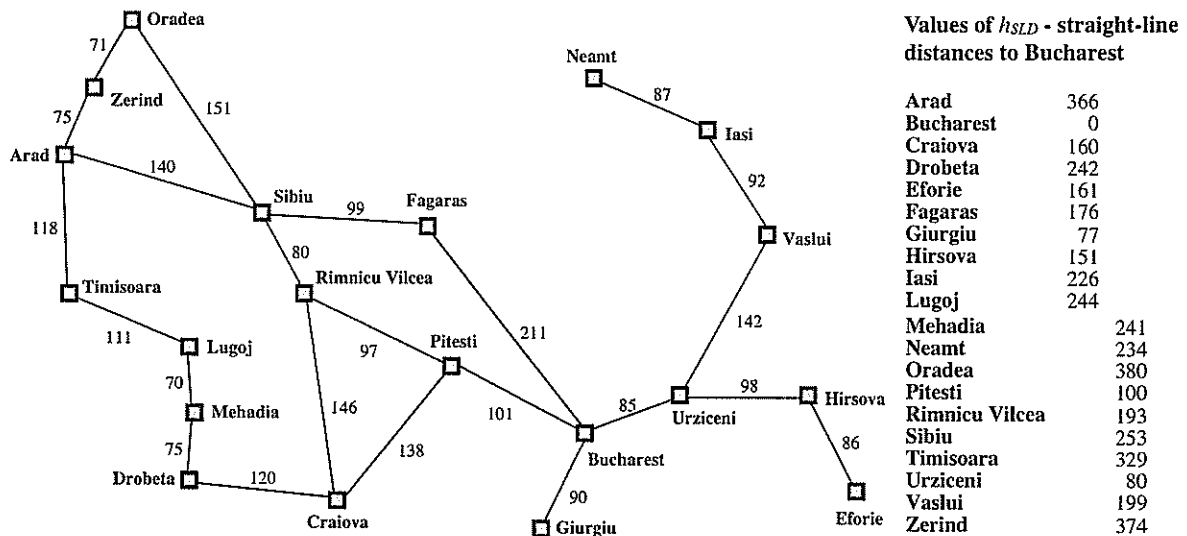 Oradea
71
Neamt
Zerind
87
75
151
Iasi
Arad
140
92
Sibiu
99
Fagaras
118
Vaslui
80
Timisoara
Rimnicu Vilcea
142
111
211
Lugoj
97
Pitesti
70
98
Hirsova
Mehadia
146
101
85
Urziceni
75
138
86
Bucharest
Drobeta
120
90
Craiova
Giurgiu
Eforie
Values of hSLD - straight-line
distances to Bucharest
Arad 366
Bucharest 0
Craiova 160
Drobeta 242
Eforie 161
Fagaras 176
Giurgiu 77
Hirsova 151
Iasi 226
Lugoj 244
Mehadia 241
Neamt 234
Oradea 380
Pitesti 100
Rimnicu Vilcea 193
Sibiu 253
Timisoara 329
Urziceni 80
Vaslui 199
Zerind 374